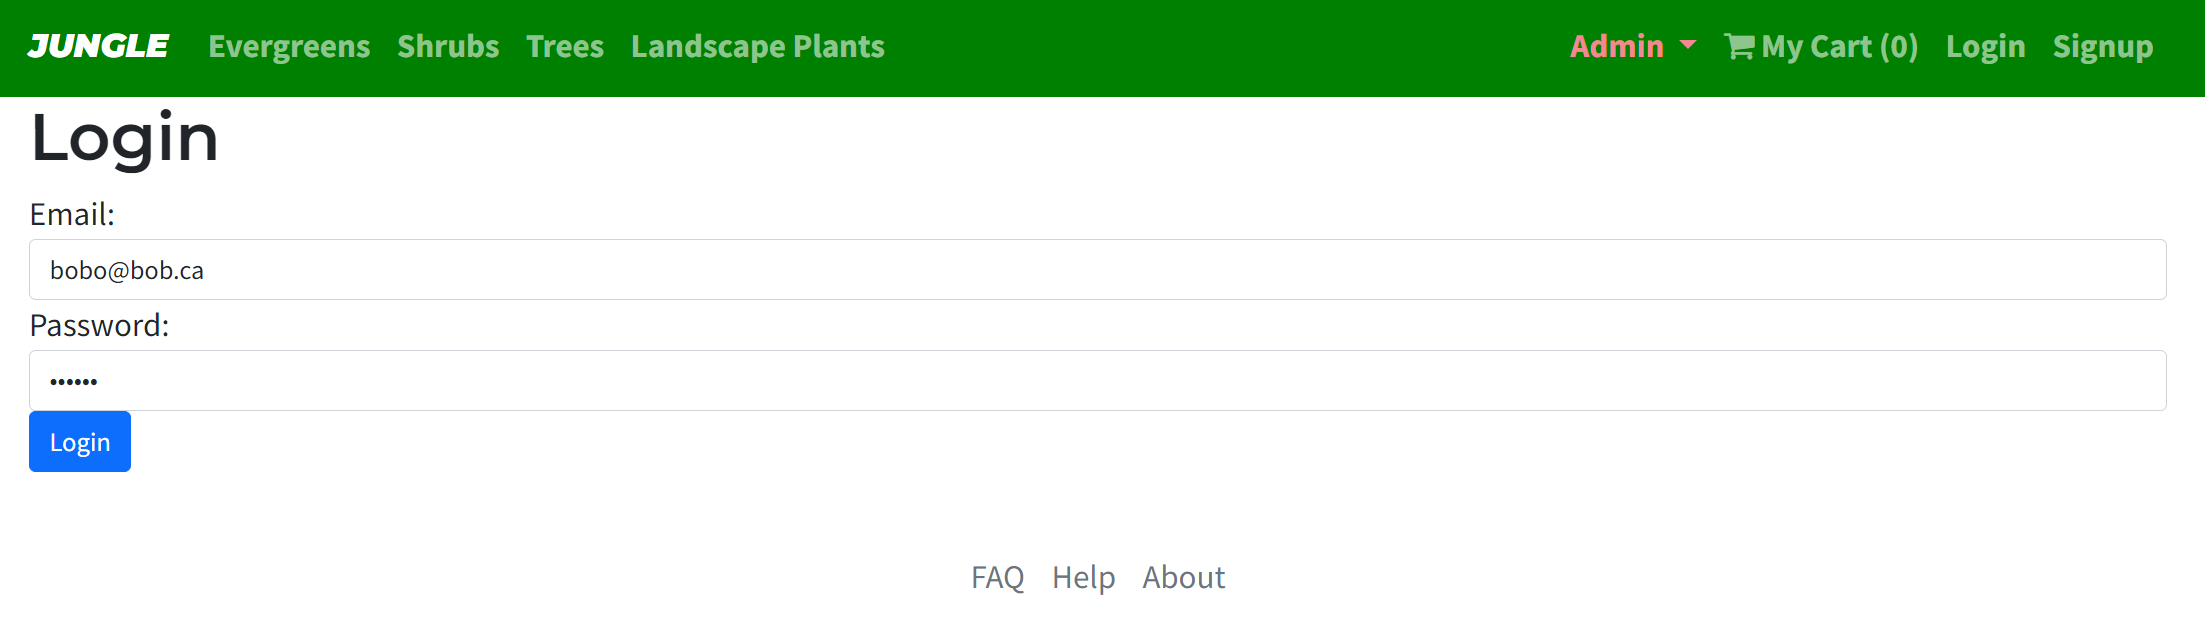 JUNGLE Evergreens Shrubs Trees Landscape Plants Admin My Cart (0) Login Signup
Login
Email:
bobo@bob.ca
Password:
••••••
Login
FAQ Help About